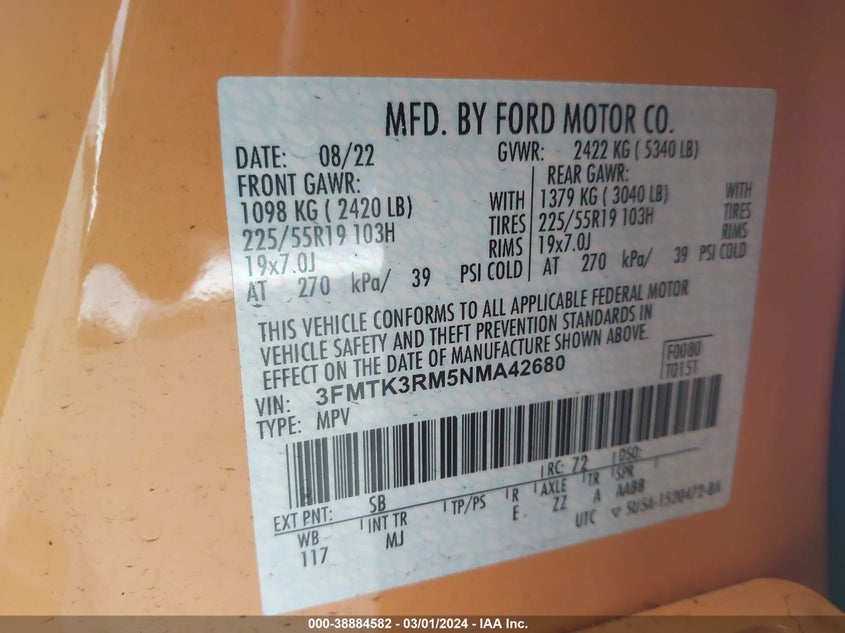 MFD. BY FORD MOTOR CO.
DATE: 08/22 GVWR: 2422 KG ( 5340 LB)
FRONT GAWR: REAR GAWR:
1098 KG ( 2420 LB) WITH 1379 KG ( 3040 LB) WITH
225/55R19 103H TIRES 225/55R19 103H TIRES
19x7.0J RIMS 19x7.0J RIMS
AT 270 kPa/ 39 PSI COLD AT 270 kPa/ 39 PSI COLD
THIS VEHICLE CONFORMS TO ALL APPLICABLE FEDERAL MOTOR
VEHICLE SAFETY AND THEFT PREVENTION STANDARDS IN
EFFECT ON THE DATE OF MANUFACTURE SHOWN ABOVE.
VIN: 3FMTK3RM5NMA42680 F0080
TYPE: MPV T015T
EXT PNT: SB RC: 72 DSO:
WB INT TR TP/PS R AXLE TR SPR
117 MJ E ZZ A AABB
UTC 5U5A-1520472-BA
000-38884582 - 03/01/2024 - IAA Inc.